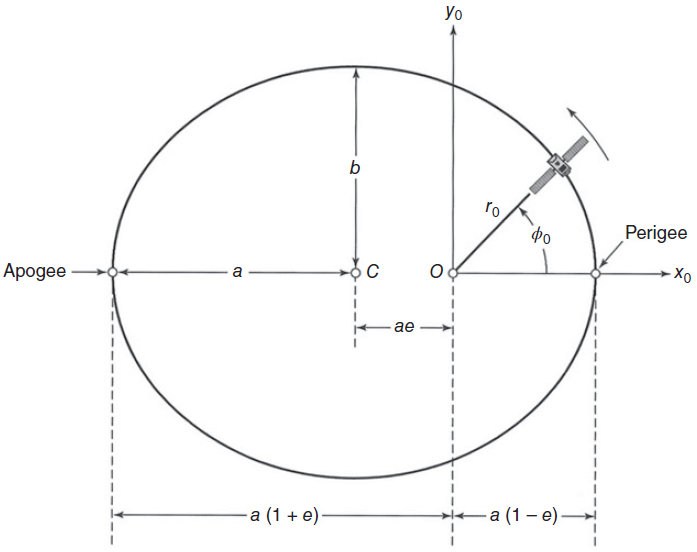 y₀
b
r₀
ϕ₀
Perigee
Apogee
a
C
O
x₀
ae
a (1 + e)
a (1 − e)